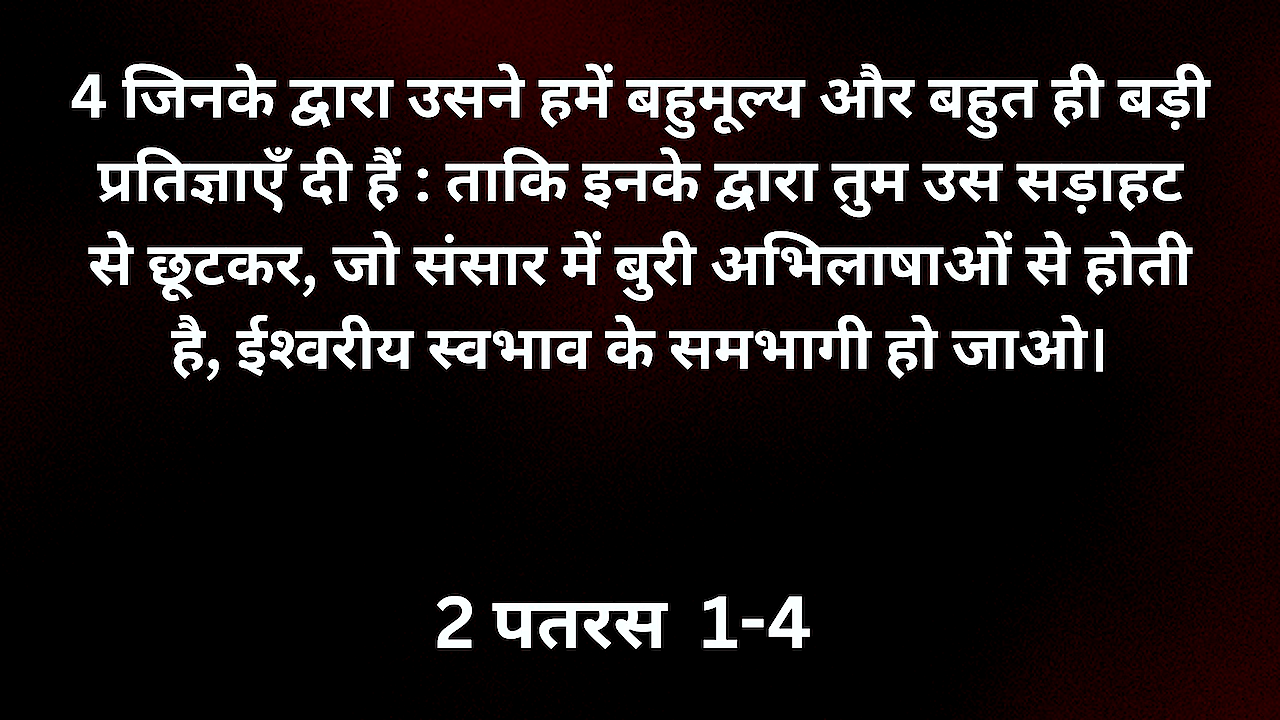 4 जिनके द्वारा उसने हमें बहुमूल्य और बहुत ही बड़ी
प्रतिज्ञाएँ दी हैं : ताकि इनके द्वारा तुम उस सड़ाहट
से छूटकर, जो संसार में बुरी अभिलाषाओं से होती
है, ईश्वरीय स्वभाव के समभागी हो जाओ।
2 पतरस 1-4